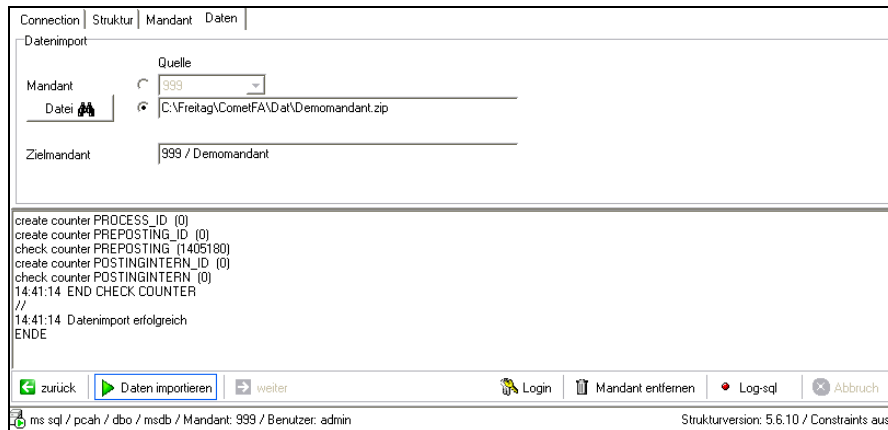 Connection Struktur Mandant Daten
Datenimport
Quelle
Mandant 999
Datei C:\Freitag\CometFA\Dat\Demomandant.zip
Zielmandant 999 / Demomandant
create counter PROCESS_ID (0)
create counter PREPOSTING_ID (0)
check counter PREPOSTING (1405180)
create counter POSTINGINTERN_ID (0)
check counter POSTINGINTERN (0)
14:41:14 END CHECK COUNTER
//
14:41:14 Datenimport erfolgreich
ENDE
zurück Daten importieren weiter Login Mandant entfernen Log-sql Abbruch
ms sql / pcah / dbo / msdb / Mandant: 999 / Benutzer: admin Strukturversion: 5.6.10 / Constraints aus